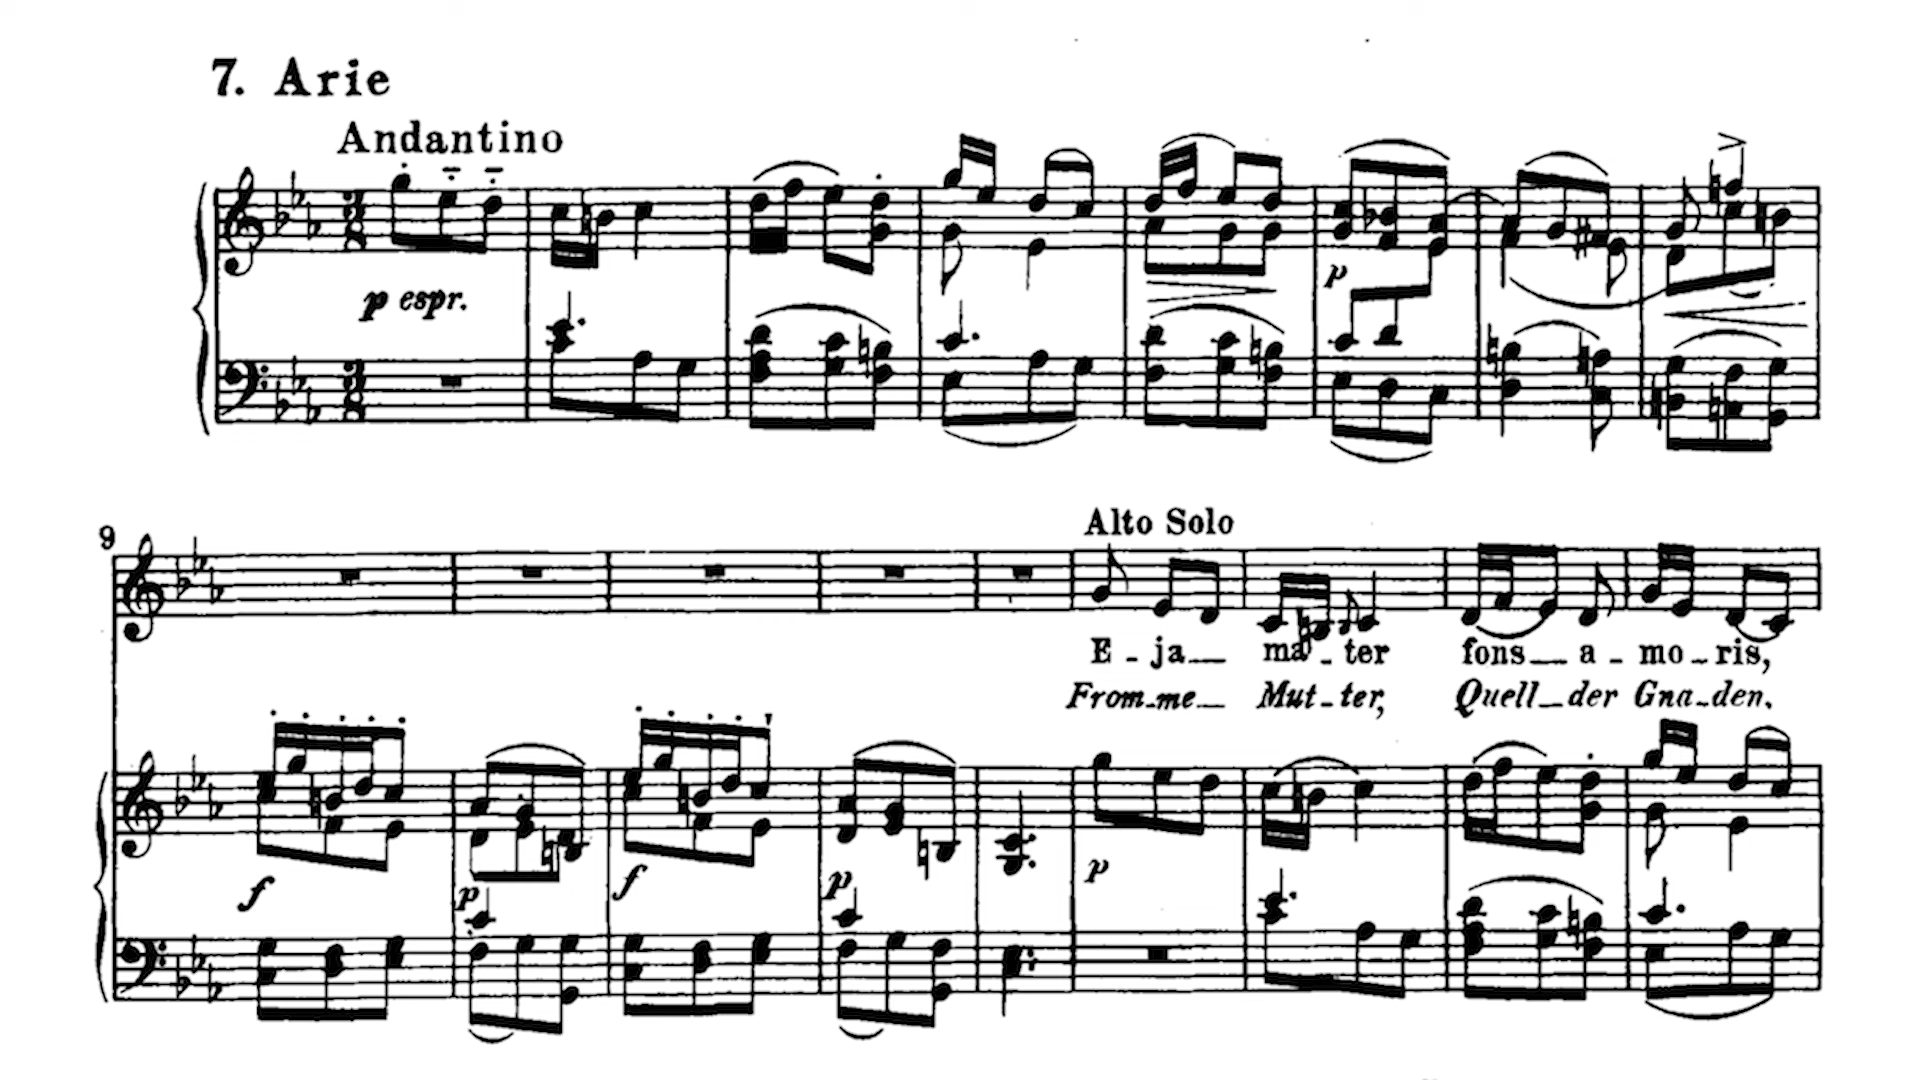 7. Arie
Andantino
p espr.
p
9
Alto Solo
E - ja— ma - ter fons— a - mo - ris,
From-me— Mut-ter, Quell—der Gna-den.
f p f p p